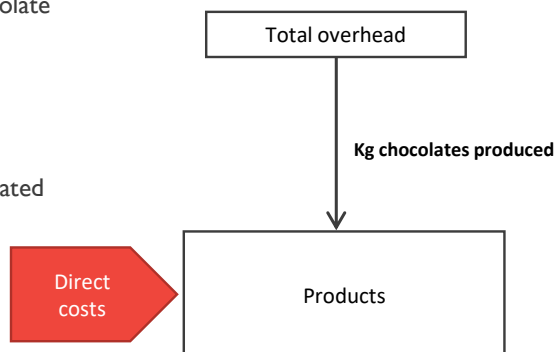 olate
Total overhead
Kg chocolates produced
ated
Direct
costs
Products